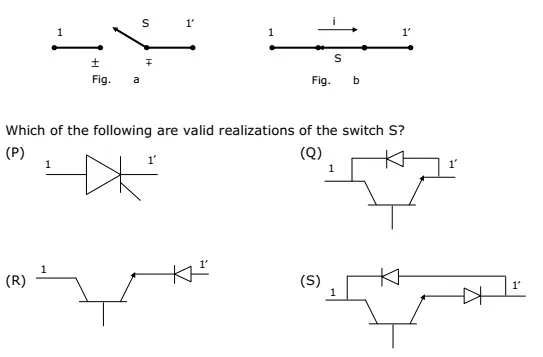 S 1′ i
1 1 1′
± ∓ S
Fig. a Fig. b
Which of the following are valid realizations of the switch S?
(P) (Q)
1 1′ 1 1′
(R) 1 1′ (S) 1 1′